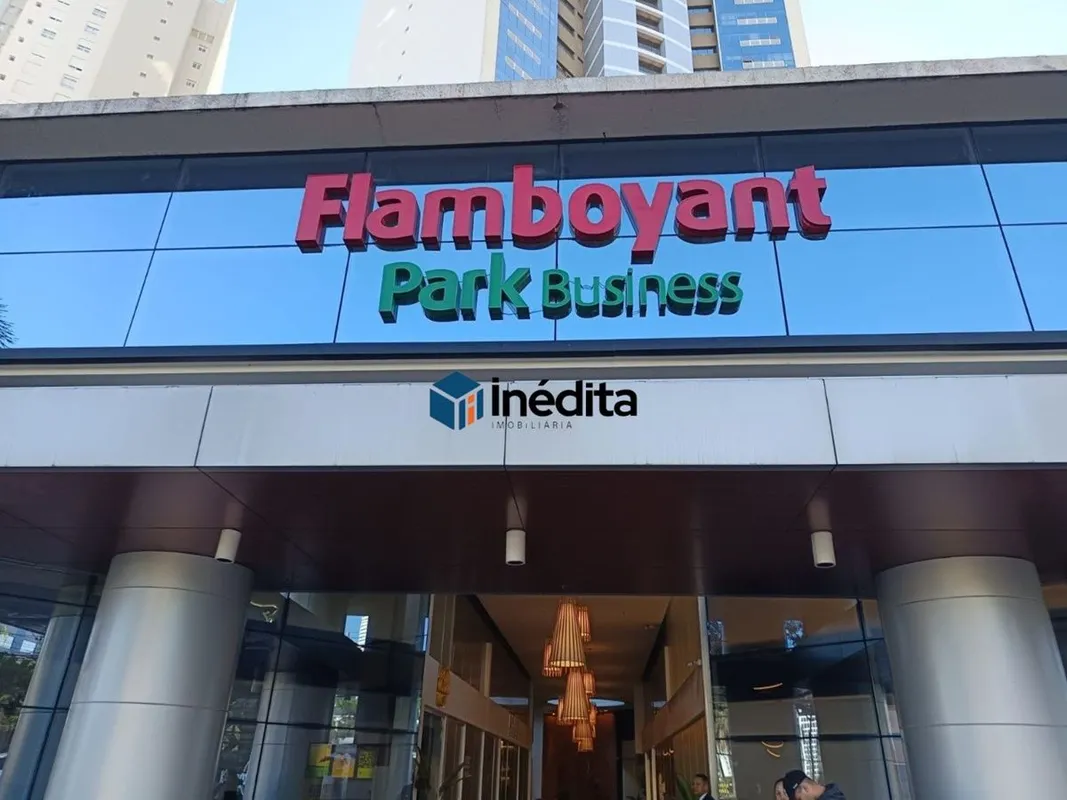 Flamboyant
Park Business
inédita
IMOBILIÁRIA